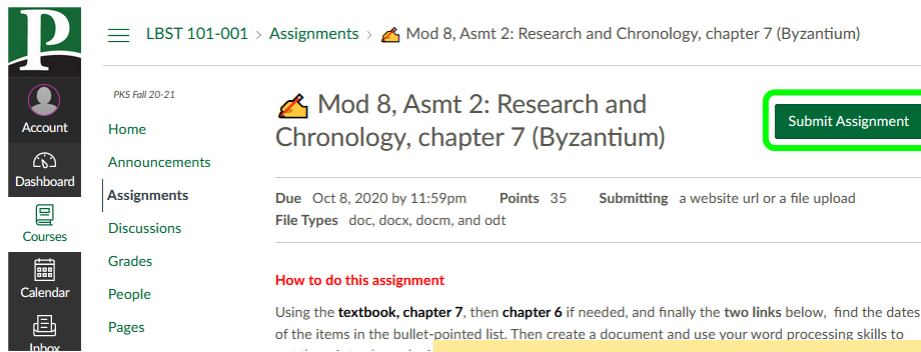 P
LBST 101-001 > Assignments > ✍ Mod 8, Asmt 2: Research and Chronology, chapter 7 (Byzantium)
Account
Dashboard
Courses
Calendar
Inbox
PKS Fall 20-21
Home
Announcements
Assignments
Discussions
Grades
People
Pages
✍ Mod 8, Asmt 2: Research and
Chronology, chapter 7 (Byzantium)
Submit Assignment
Due Oct 8, 2020 by 11:59pm Points 35 Submitting a website url or a file upload
File Types doc, docx, docm, and odt
How to do this assignment
Using the textbook, chapter 7, then chapter 6 if needed, and finally the two links below, find the dates
of the items in the bullet-pointed list. Then create a document and use your word processing skills to